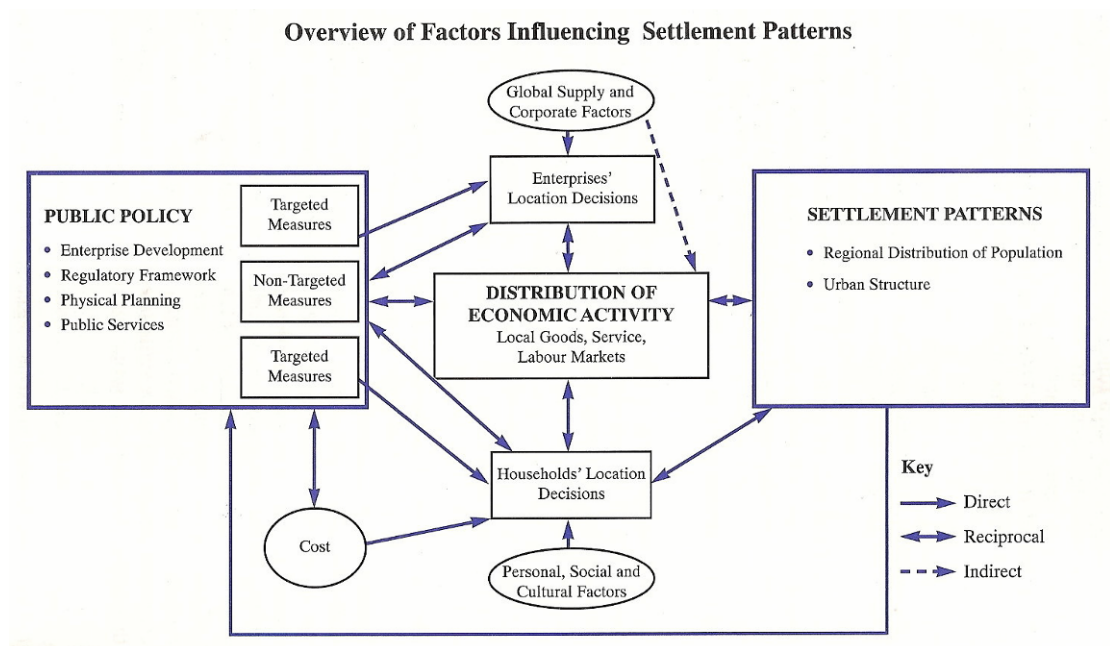 Overview of Factors Influencing Settlement Patterns
Global Supply and
Corporate Factors
Enterprises'
Location Decisions
PUBLIC POLICY
• Enterprise Development
• Regulatory Framework
• Physical Planning
• Public Services
Targeted
Measures
Non-Targeted
Measures
Targeted
Measures
DISTRIBUTION OF
ECONOMIC ACTIVITY
Local Goods, Service,
Labour Markets
SETTLEMENT PATTERNS
• Regional Distribution of Population
• Urban Structure
Households' Location
Decisions
Cost
Personal, Social and
Cultural Factors
Key
Direct
Reciprocal
Indirect